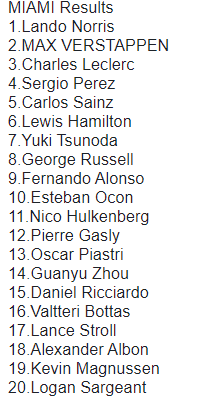 MIAMI Results
1.Lando Norris
2.MAX VERSTAPPEN
3.Charles Leclerc
4.Sergio Perez
5.Carlos Sainz
6.Lewis Hamilton
7.Yuki Tsunoda
8.George Russell
9.Fernando Alonso
10.Esteban Ocon
11.Nico Hulkenberg
12.Pierre Gasly
13.Oscar Piastri
14.Guanyu Zhou
15.Daniel Ricciardo
16.Valtteri Bottas
17.Lance Stroll
18.Alexander Albon
19.Kevin Magnussen
20.Logan Sargeant